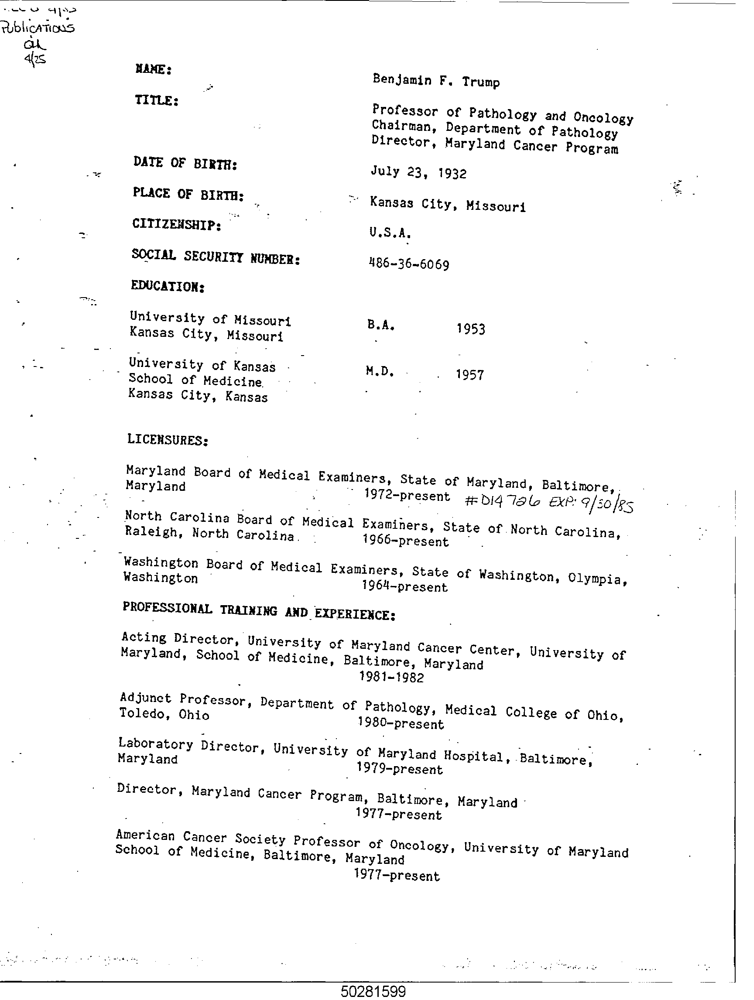 Publications
4/25
NAME:
Benjamin F. Trump
TITLE:
Professor of Pathology and Oncology
Chairman, Department of Pathology
Director, Maryland Cancer Program
DATE OF BIRTH:
July 23, 1932
PLACE OF BIRTH:
Kansas City, Missouri
CITIZENSHIP:
U.S.A.
SOCIAL SECURITY NUMBER:
486-36-6069
EDUCATION:
University of Missouri
Kansas City, Missouri
B.A. 1953
University of Kansas
School of Medicine
Kansas City, Kansas
M.D. 1957
LICENSURES:
Maryland Board of Medical Examiners, State of Maryland, Baltimore,
Maryland 1972-present EXP: 9/30/85
North Carolina Board of Medical Examiners, State of North Carolina,
Raleigh, North Carolina 1966-present
Washington Board of Medical Examiners, State of Washington, Olympia,
Washington 1964-present
PROFESSIONAL TRAINING AND EXPERIENCE:
Acting Director, University of Maryland Cancer Center, University of
Maryland, School of Medicine, Baltimore, Maryland
1981-1982
Adjunct Professor, Department of Pathology, Medical College of Ohio,
Toledo, Ohio 1980-present
Laboratory Director, University of Maryland Hospital, Baltimore,
Maryland 1979-present
Director, Maryland Cancer Program, Baltimore, Maryland
1977-present
American Cancer Society Professor of Oncology, University of Maryland
School of Medicine, Baltimore, Maryland
1977-present
50281599